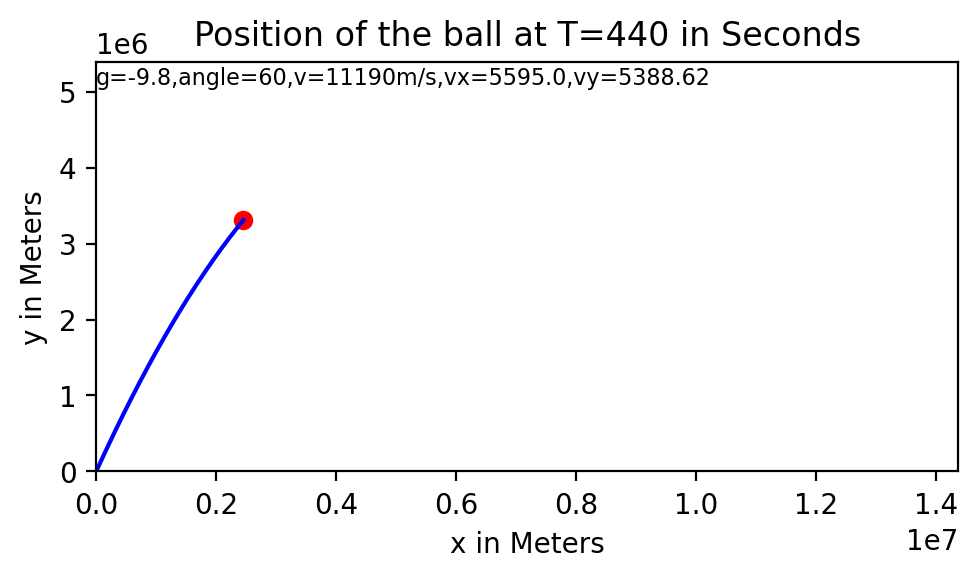 Position of the ball at T=440 in Seconds
1e6
g=-9.8,angle=60,v=11190m/s,vx=5595.0,vy=5388.62
5
4
3
2
1
0
y in Meters
0.0 0.2 0.4 0.6 0.8 1.0 1.2 1.4
x in Meters
1e7